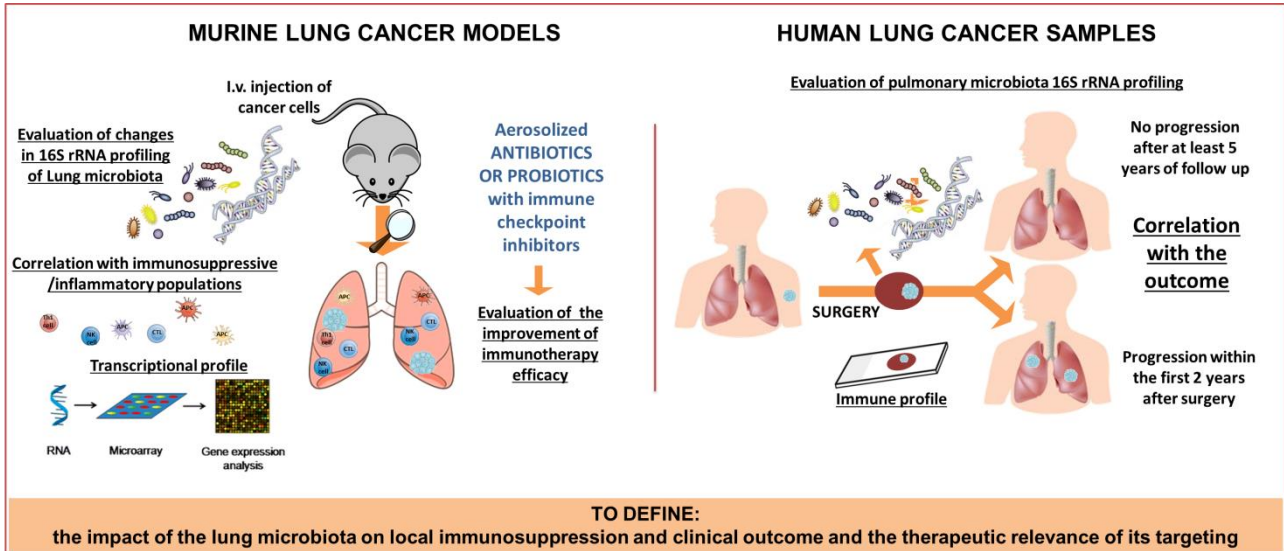 MURINE LUNG CANCER MODELS
I.v. injection of
cancer cells
Evaluation of changes
in 16S rRNA profiling
of Lung microbiota
Aerosolized
ANTIBIOTICS
OR PROBIOTICS
with immune
checkpoint
inhibitors
Evaluation of the
improvement of
immunotherapy
efficacy
Correlation with immunosuppressive
/inflammatory populations
Th1
cell
NK
cell
APC
CTL
APC
APC
APC
APC
Th1
cell
CTL
NK
cell
CTL
NK
cell
Transcriptional profile
RNA
Microarray
Gene expression
analysis
HUMAN LUNG CANCER SAMPLES
Evaluation of pulmonary microbiota 16S rRNA profiling
No progression
after at least 5
years of follow up
Correlation
with the
outcome
SURGERY
Immune profile
Progression within
the first 2 years
after surgery
TO DEFINE:
the impact of the lung microbiota on local immunosuppression and clinical outcome and the therapeutic relevance of its targeting